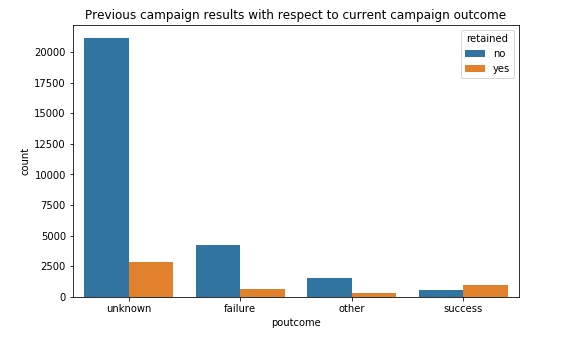 Previous campaign results with respect to current campaign outcome
retained
no
yes
20000
17500
15000
12500
10000
7500
5000
2500
0
count
unknown failure other success
poutcome